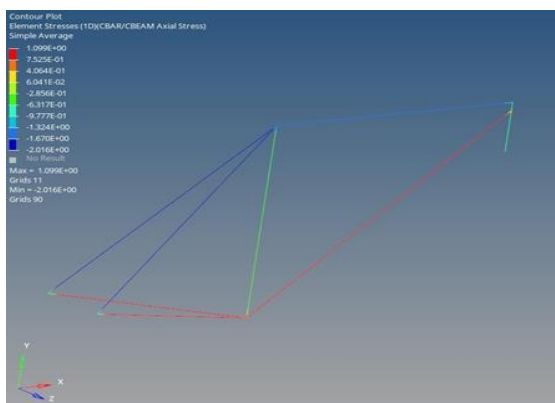 Contour Plot
Element Stresses (1D)(CBAR/CBEAM Axial Stress)
Simple Average
1.099E+00
7.525E-01
4.064E-01
6.041E-02
-2.856E-01
-6.317E-01
-9.777E-01
-1.324E+00
-1.670E+00
-2.016E+00
No Result
Max = 1.099E+00
Grids 11
Min = -2.016E+00
Grids 90
Y
X
Z